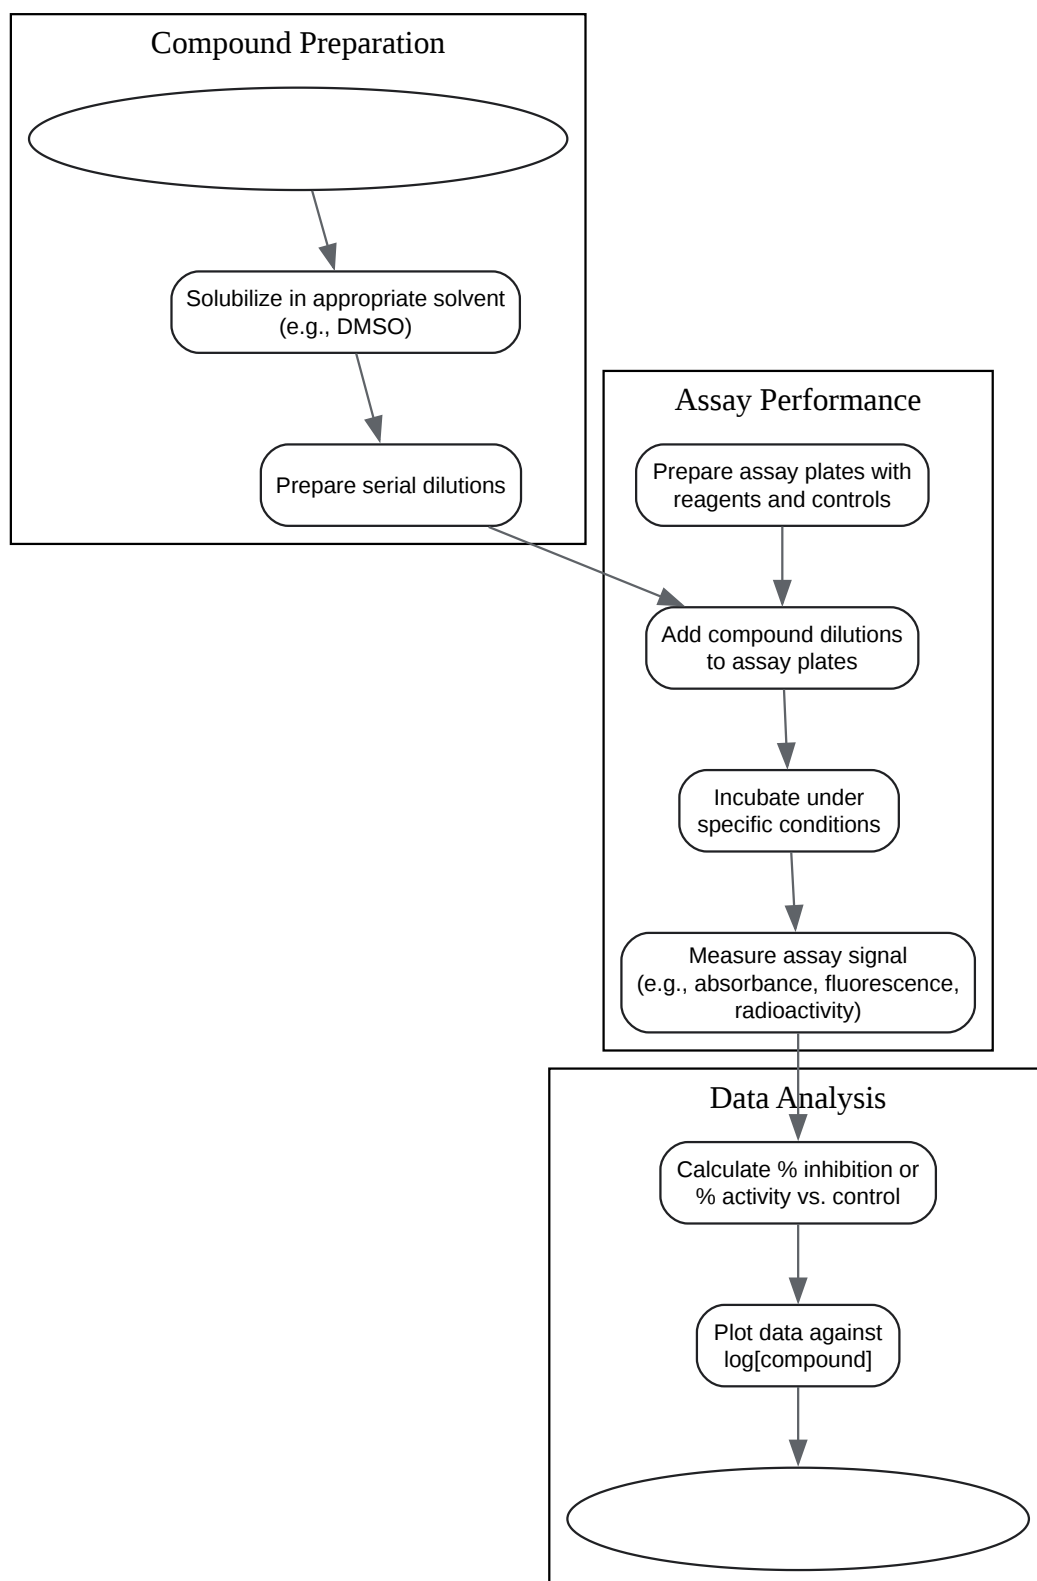 Compound Preparation
Solubilize in appropriate solvent
(e.g., DMSO)
Prepare serial dilutions
Assay Performance
Prepare assay plates with
reagents and controls
Add compound dilutions
to assay plates
Incubate under
specific conditions
Measure assay signal
(e.g., absorbance, fluorescence,
radioactivity)
Data Analysis
Calculate % inhibition or
% activity vs. control
Plot data against
log[compound]